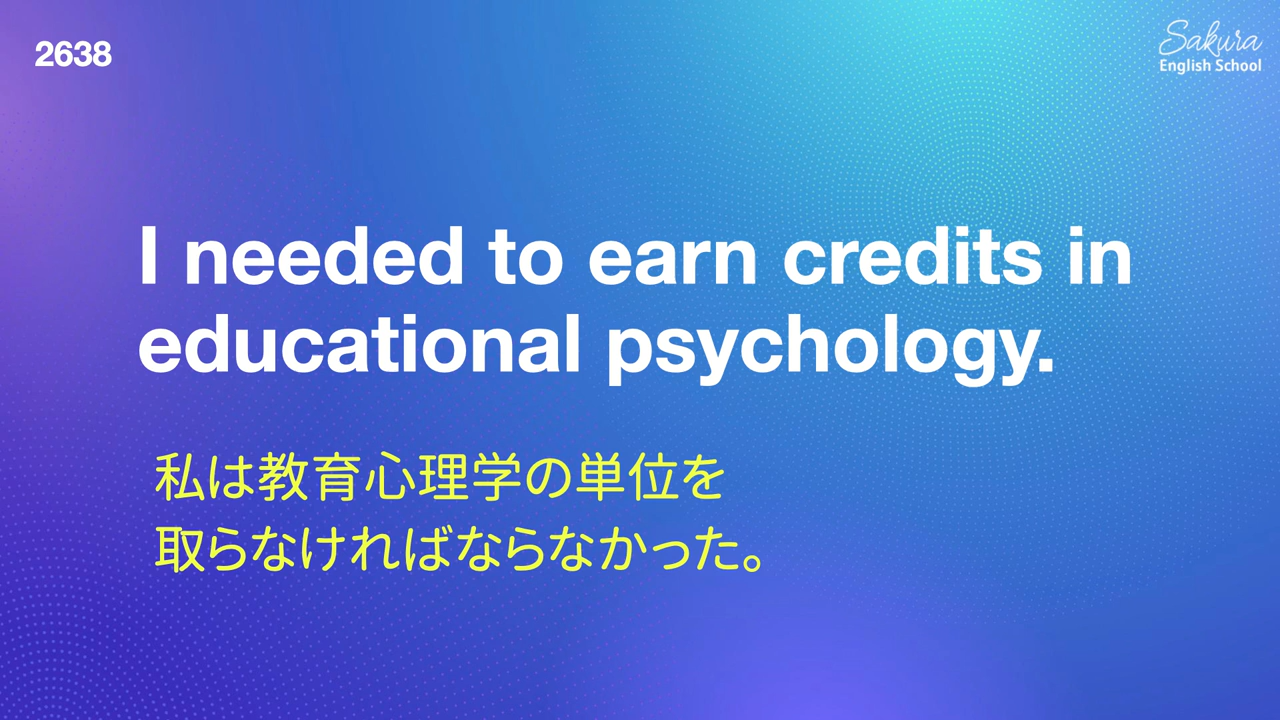 2638
Sakura
English School
I needed to earn credits in
educational psychology.
私は教育心理学の単位を
取らなければならなかった。